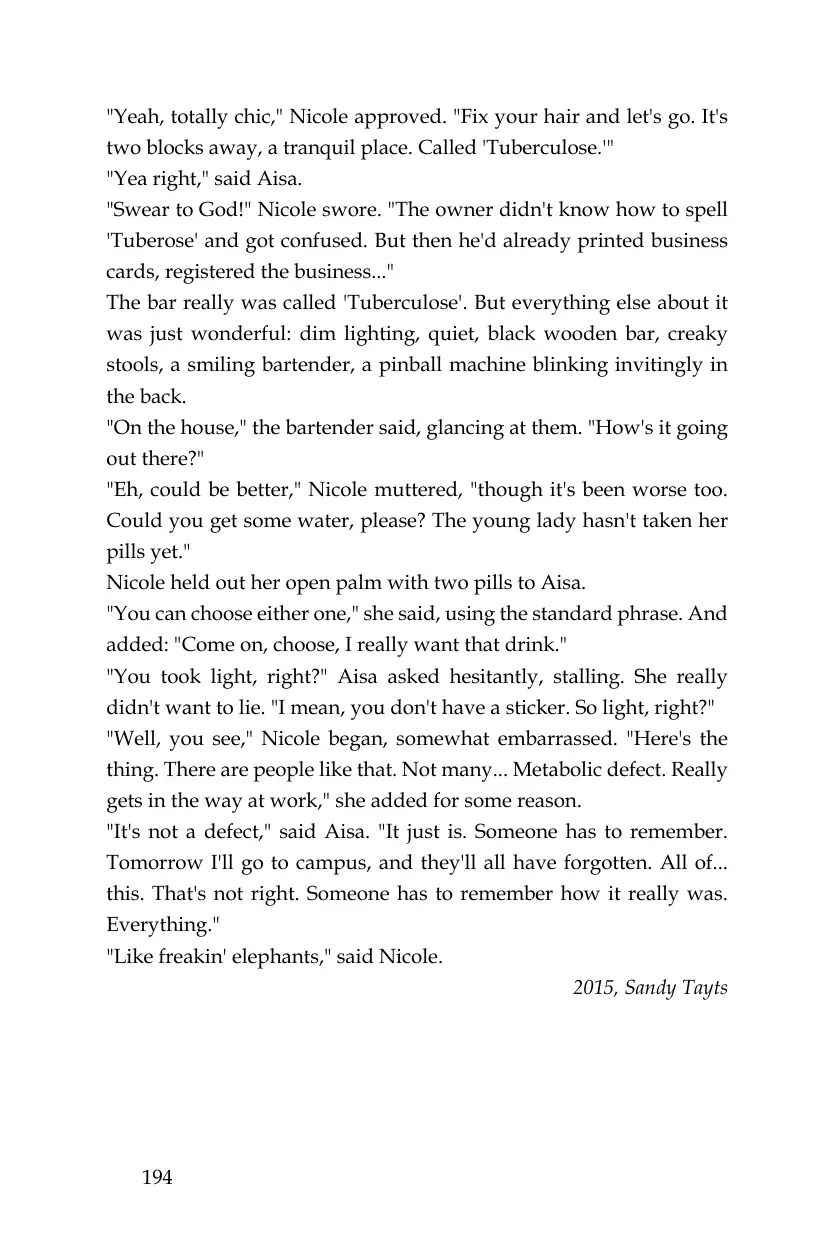 "Yeah, totally chic," Nicole approved. "Fix your hair and let's go. It's
two blocks away, a tranquil place. Called 'Tuberculose.'"
"Yea right," said Aisa.
"Swear to God!" Nicole swore. "The owner didn't know how to spell
'Tuberose' and got confused. But then he'd already printed business
cards, registered the business..."
The bar really was called 'Tuberculose'. But everything else about it
was just wonderful: dim lighting, quiet, black wooden bar, creaky
stools, a smiling bartender, a pinball machine blinking invitingly in
the back.
"On the house," the bartender said, glancing at them. "How's it going
out there?"
"Eh, could be better," Nicole muttered, "though it's been worse too.
Could you get some water, please? The young lady hasn't taken her
pills yet."
Nicole held out her open palm with two pills to Aisa.
"You can choose either one," she said, using the standard phrase. And
added: "Come on, choose, I really want that drink."
"You took light, right?" Aisa asked hesitantly, stalling. She really
didn't want to lie. "I mean, you don't have a sticker. So light, right?"
"Well, you see," Nicole began, somewhat embarrassed. "Here's the
thing. There are people like that. Not many... Metabolic defect. Really
gets in the way at work," she added for some reason.
"It's not a defect," said Aisa. "It just is. Someone has to remember.
Tomorrow I'll go to campus, and they'll all have forgotten. All of...
this. That's not right. Someone has to remember how it really was.
Everything."
"Like freakin' elephants," said Nicole.
2015, Sandy Tayts
194